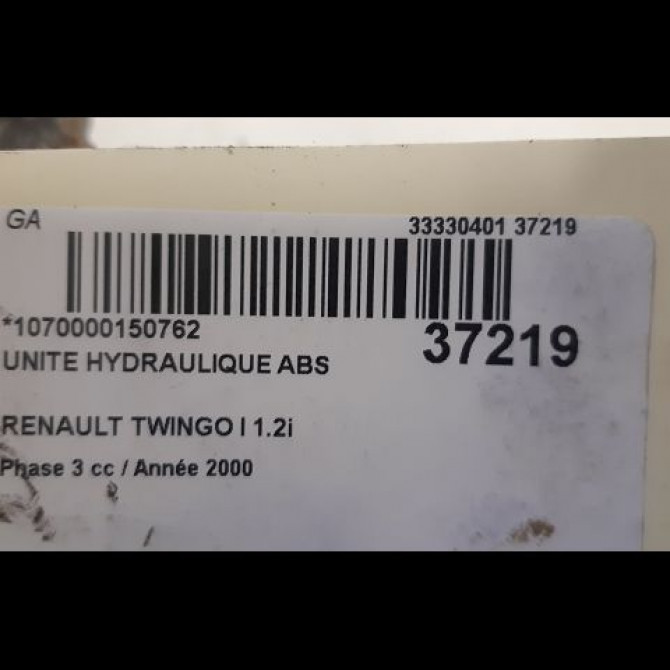 GA 33330401 37219
*1070000150762 37219
UNITE HYDRAULIQUE ABS
RENAULT TWINGO I 1.2i
Phase 3 cc / Année 2000